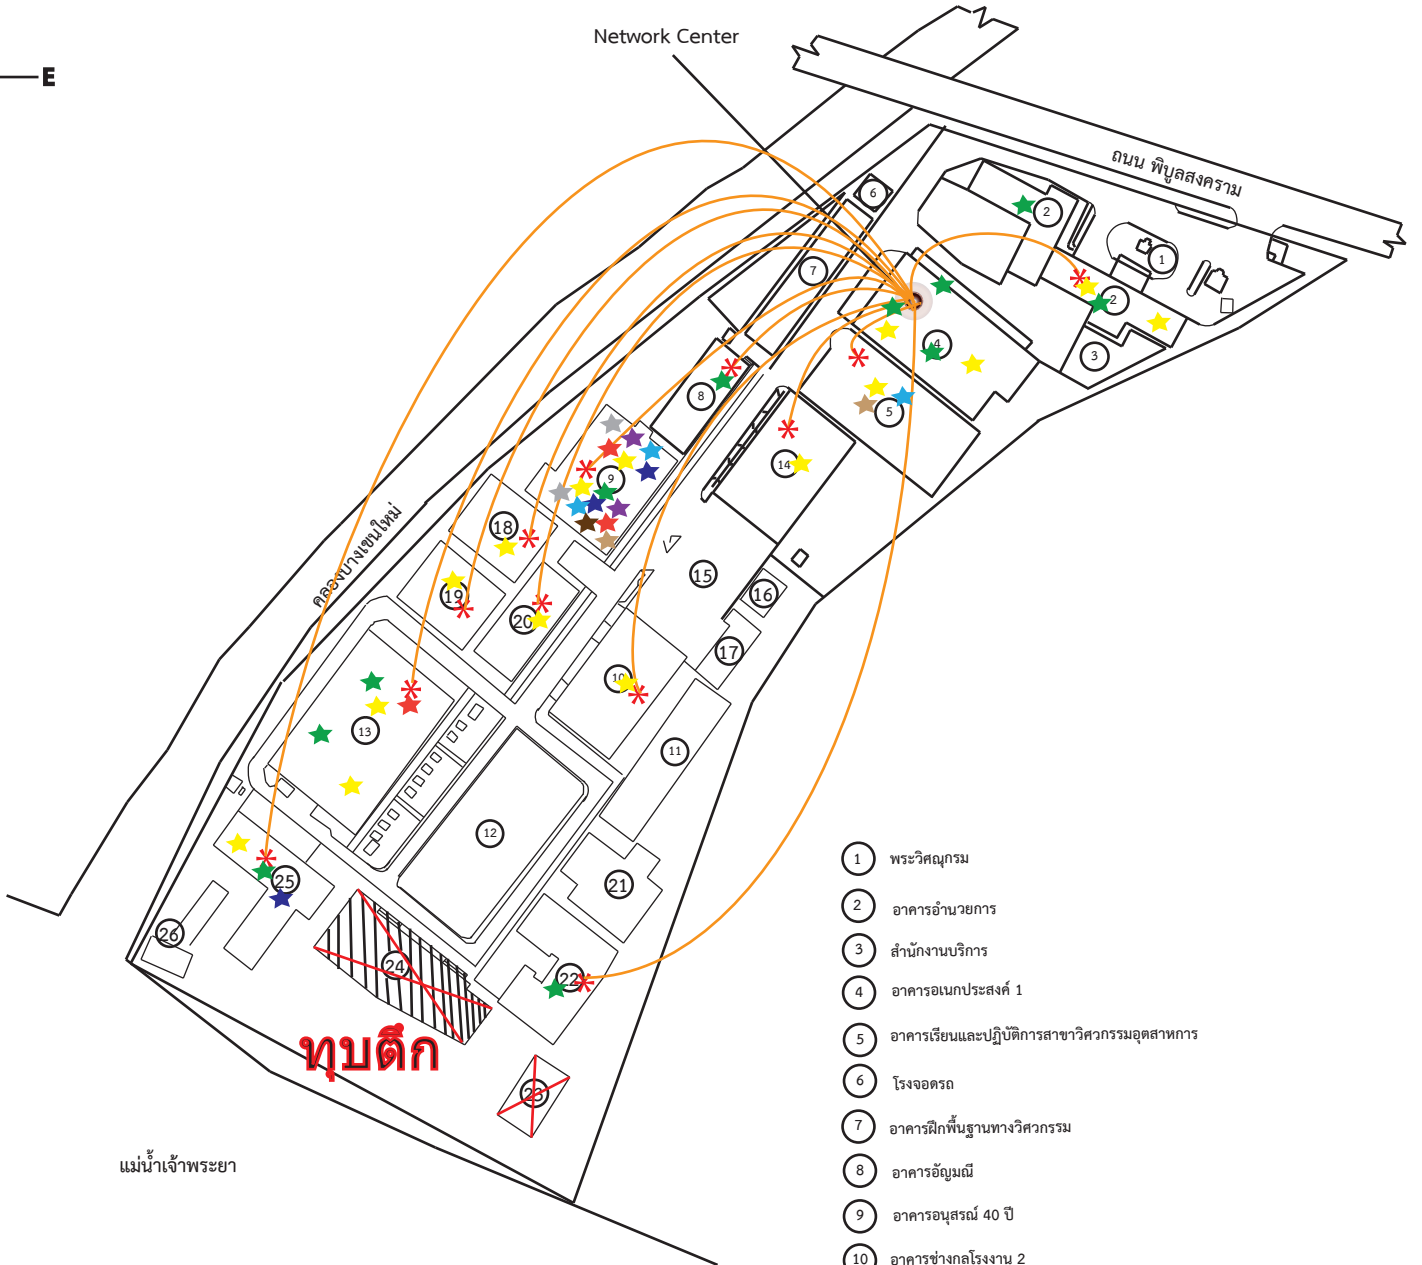 Network Center
E
ถนน พิบูลสงคราม
6
2
1
7
2
4
3
8
5
9
14
คลองบางเขนใหม่
18
15
19
16
20
17
10
13
11
12
25
21
26
24
22
ทุบตึก
23
แม่น้ำเจ้าพระยา
1 พระวิศณุกรม
2 อาคารอำนวยการ
3 สำนักงานบริการ
4 อาคารอเนกประสงค์ 1
5 อาคารเรียนและปฏิบัติการสาขาวิศวกรรมอุตสาหการ
6 โรงจอดรถ
7 อาคารฝึกพื้นฐานทางวิศวกรรม
8 อาคารอัญมณี
9 อาคารอนุสรณ์ 40 ปี
10 อาคารช่างกลโรงงาน 2